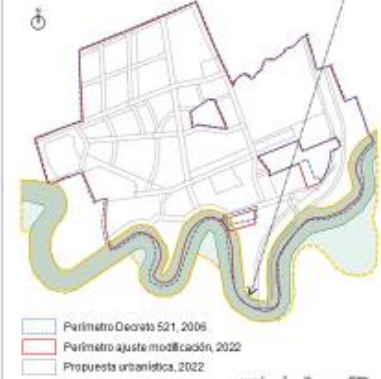 Perímetro Decreto 521, 2006
Perímetro ajuste modificación, 2022
Propuesta urbanística, 2022